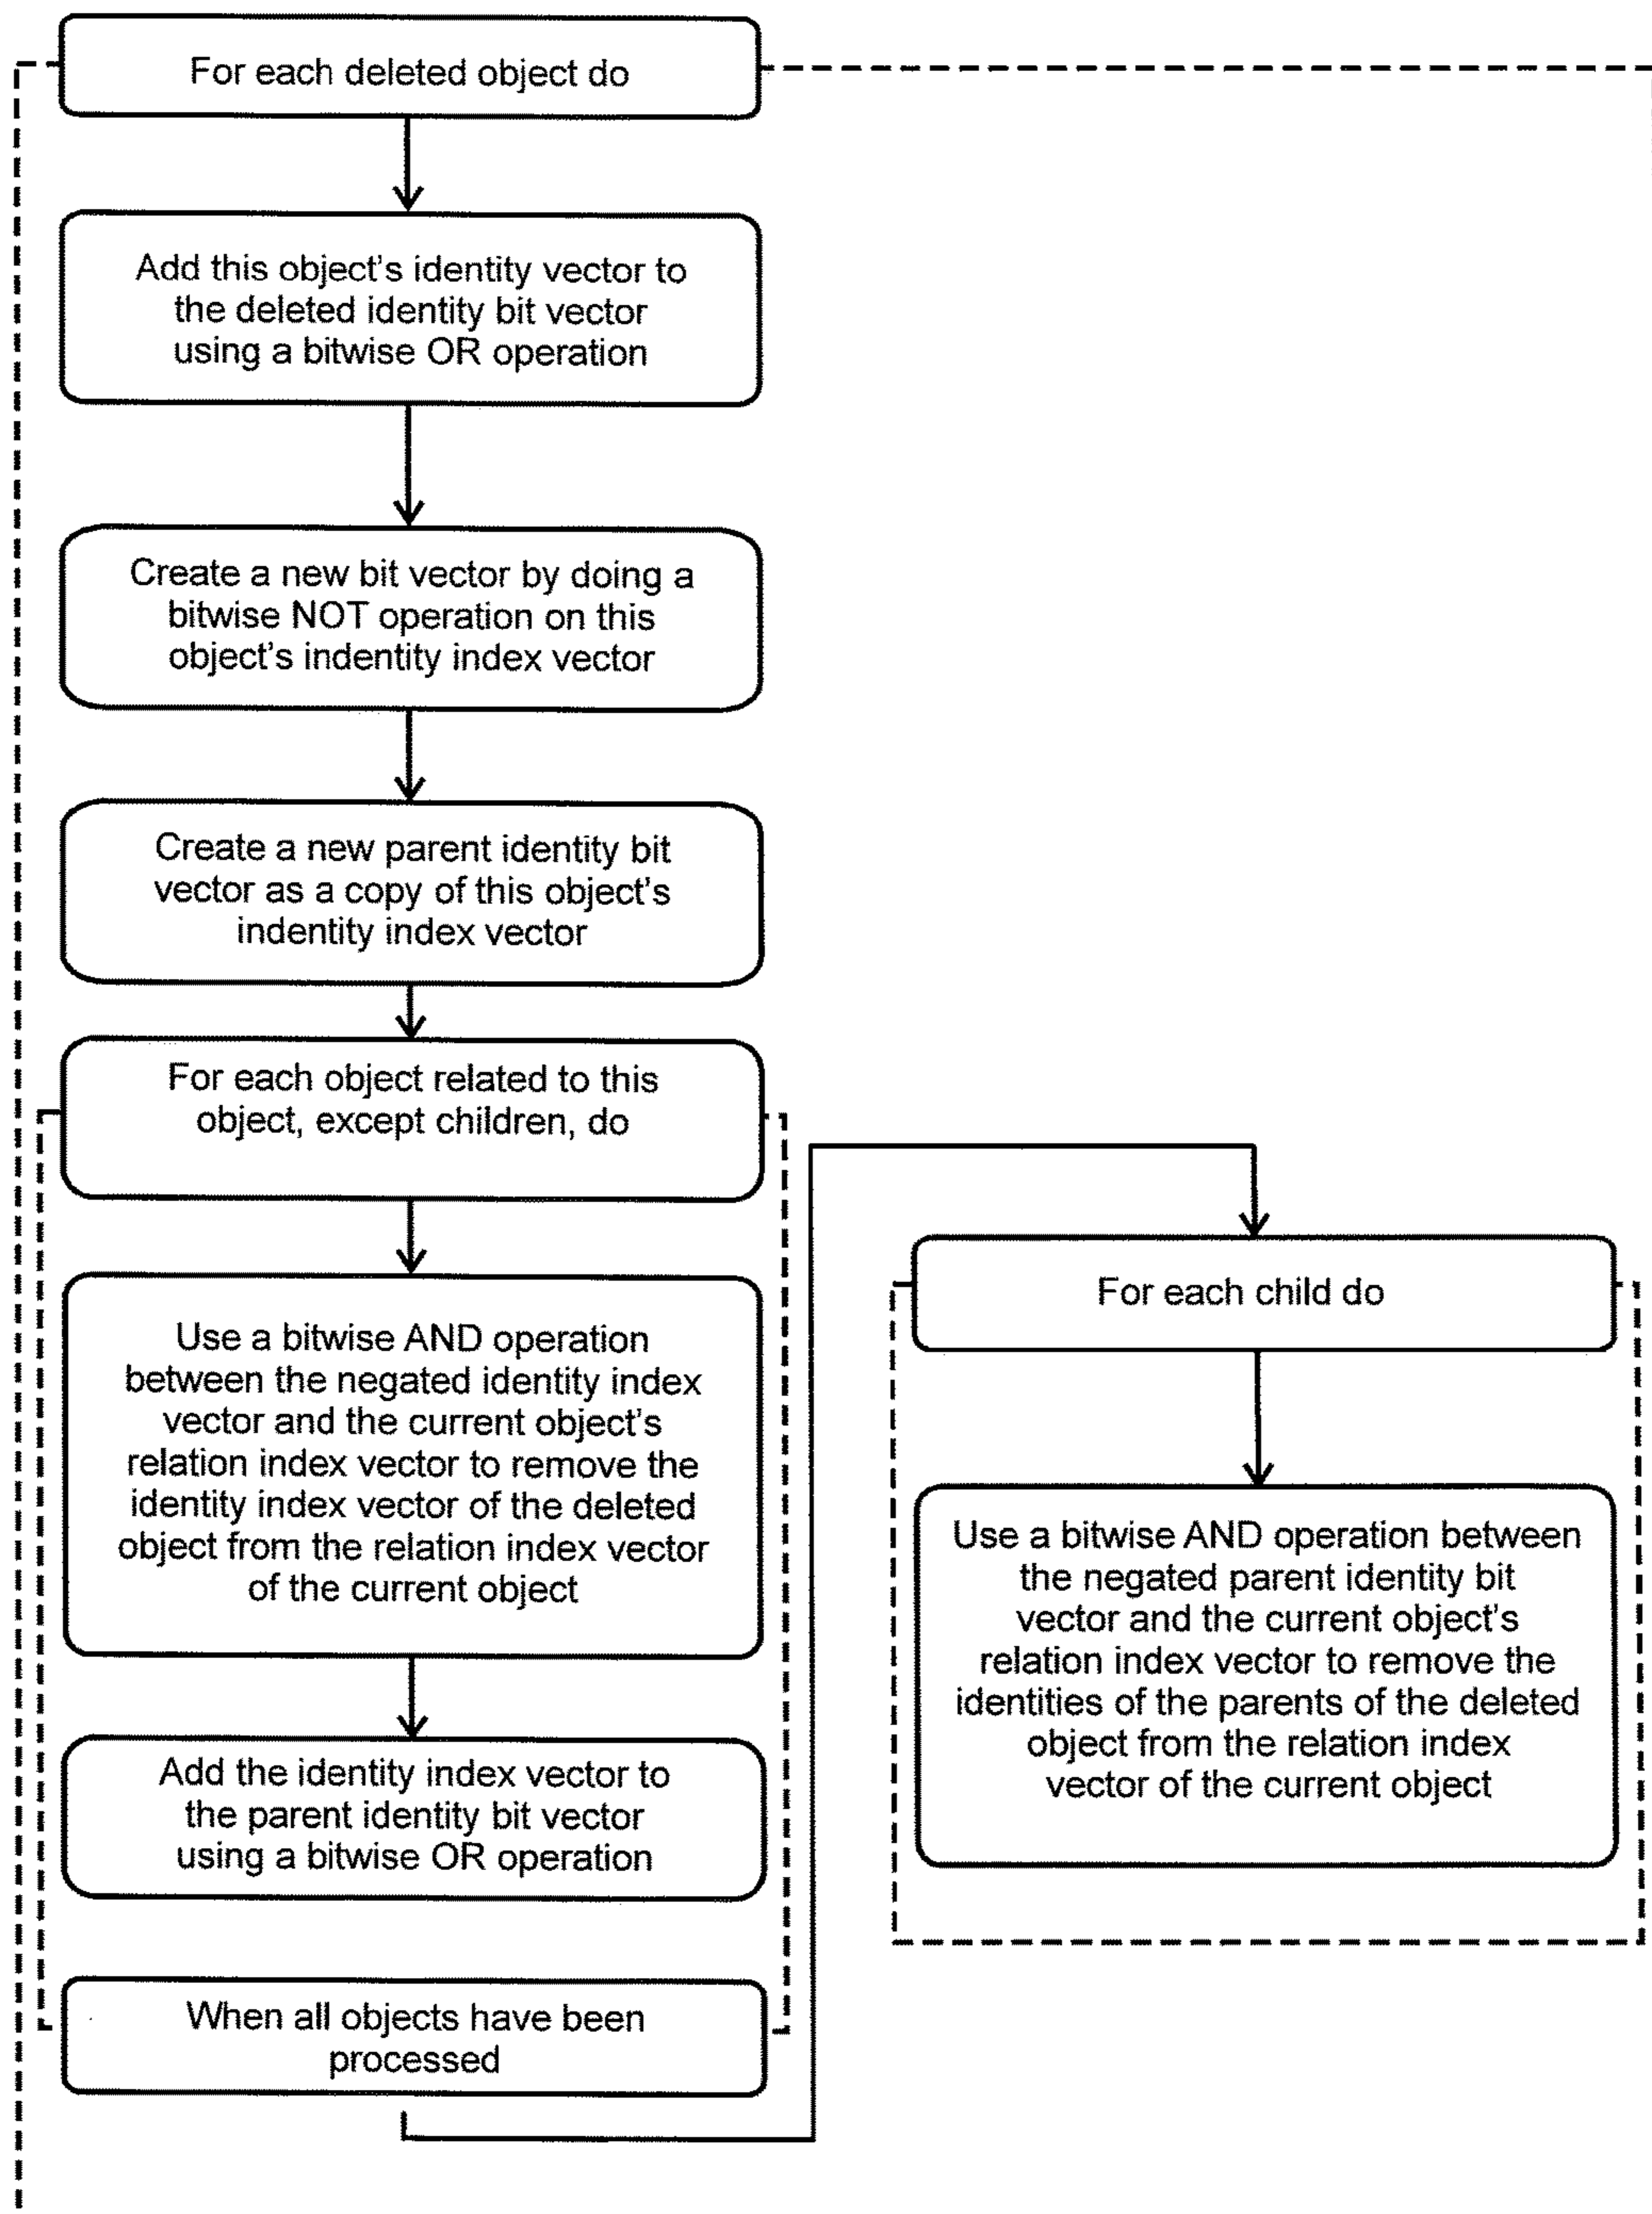 For each deleted object do
Add this object's identity vector to
the deleted identity bit vector
using a bitwise OR operation
Create a new bit vector by doing a
bitwise NOT operation on this
object's indentity index vector
Create a new parent identity bit
vector as a copy of this object's
indentity index vector
For each object related to this
object, except children, do
Use a bitwise AND operation
between the negated identity index
vector and the current object's
relation index vector to remove the
identity index vector of the deleted
object from the relation index vector
of the current object
Add the identity index vector to
the parent identity bit vector
using a bitwise OR operation
When all objects have been
processed
For each child do
Use a bitwise AND operation between
the negated parent identity bit
vector and the current object's
relation index vector to remove the
identities of the parents of the deleted
object from the relation index
vector of the current object